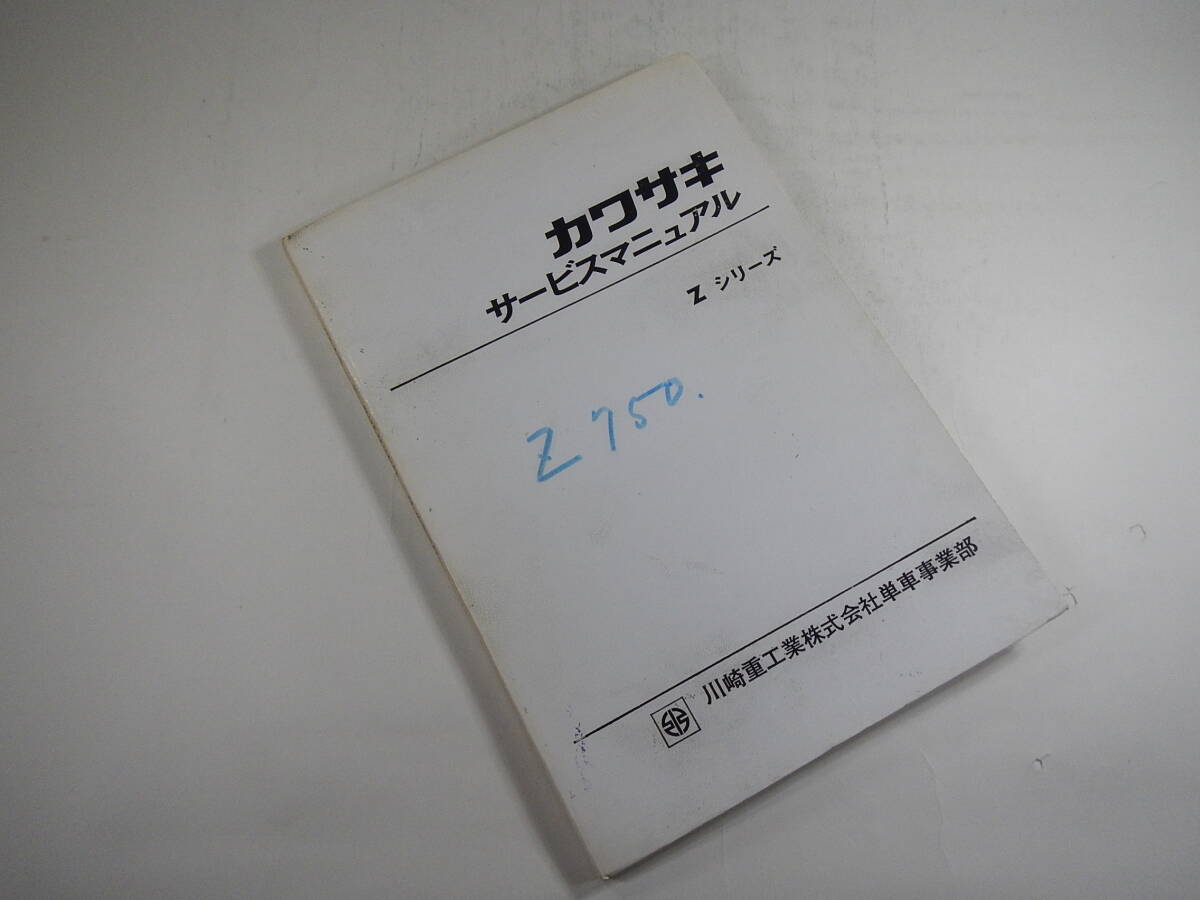 カワサキ
サービスマニュアル
Z シリーズ
Z 750.
川崎重工業株式会社単車事業部